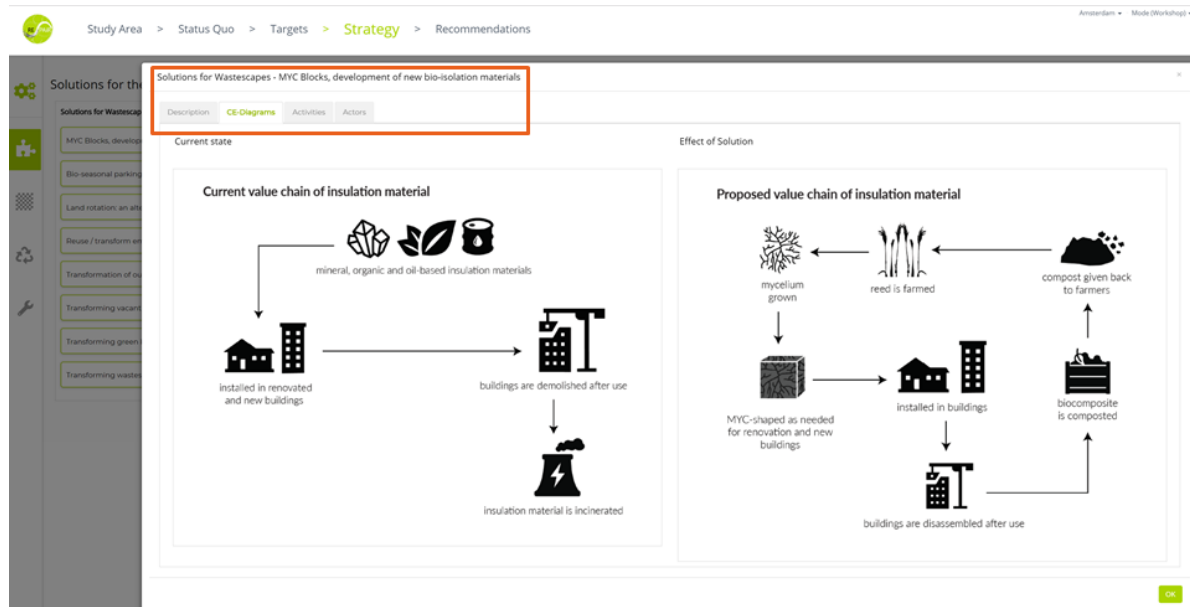 Amsterdam
Mode (Workshop)
Study Area > Status Quo > Targets > Strategy > Recommendations
Solutions for the
Solutions for Wastescap
MYC Blocks, develop
Bio-seasonal parking
Land rotation: an alte
Reuse / transform em
Transformation of ou
Transforming vacant
Transforming green
Transforming wastes
Solutions for Wastescapes - MYC Blocks, development of new bio-isolation materials
×
Description CE-Diagrams Activities Actors
Current state
Current value chain of insulation material
mineral, organic and oil-based insulation materials
installed in renovated
and new buildings
buildings are demolished after use
insulation material is incinerated
Effect of Solution
Proposed value chain of insulation material
mycelium
grown
reed is farmed
compost given back
to farmers
MYC-shaped as needed
for renovation and new
buildings
installed in buildings
biocomposite
is composted
buildings are disassembled after use
OK